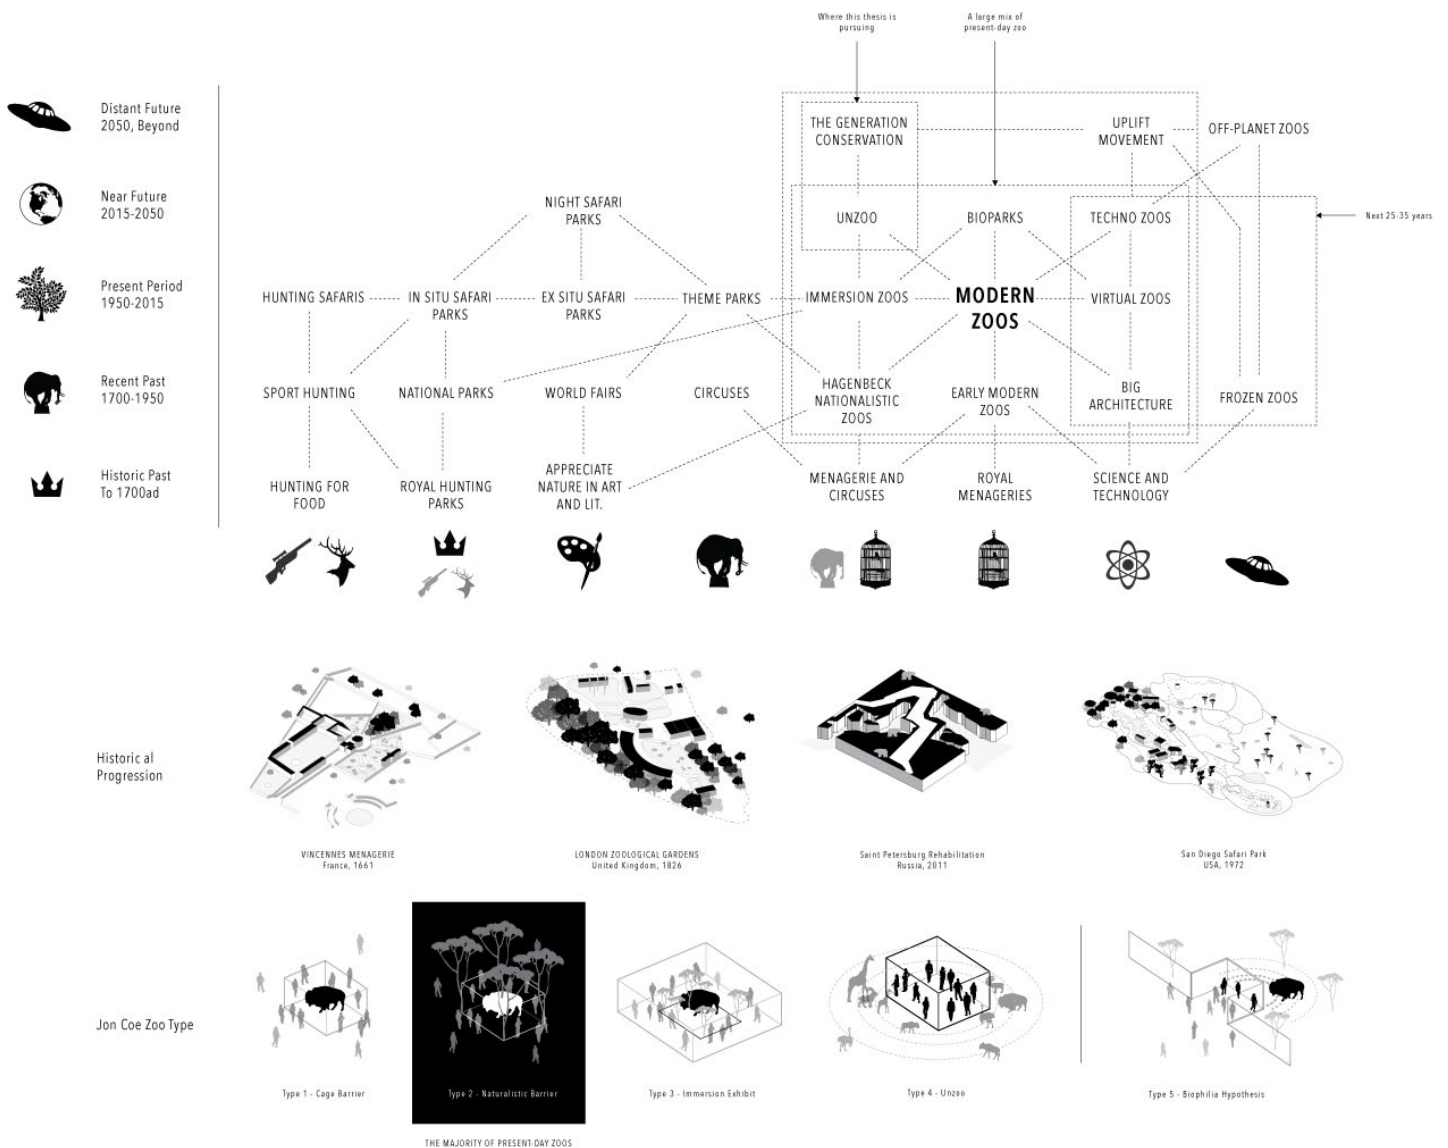 Where this thesis is
pursuing
A large mix of
present-day zoo
Distant Future
2050, Beyond
THE GENERATION
CONSERVATION
UPLIFT
MOVEMENT
OFF-PLANET ZOOS
Near Future
2015-2050
NIGHT SAFARI
PARKS
UNZOO
BIOPARKS
TECHNO ZOOS
Next 25-35 years
Present Period
1950-2015
HUNTING SAFARIS
IN SITU SAFARI
PARKS
EX SITU SAFARI
PARKS
THEME PARKS
IMMERSION ZOOS
MODERN
ZOOS
VIRTUAL ZOOS
Recent Past
1700-1950
SPORT HUNTING
NATIONAL PARKS
WORLD FAIRS
CIRCUSES
HAGENBECK
NATIONALISTIC
ZOOS
EARLY MODERN
ZOOS
BIG
ARCHITECTURE
FROZEN ZOOS
Historic Past
To 1700ad
HUNTING FOR
FOOD
ROYAL HUNTING
PARKS
APPRECIATE
NATURE IN ART
AND LIT.
MENAGERIE AND
CIRCUSES
ROYAL
MENAGERIES
SCIENCE AND
TECHNOLOGY
Historic al
Progression
VINCENNES MENAGERIE
France, 1661
LONDON ZOOLOGICAL GARDENS
United Kingdom, 1826
Saint Petersburg Rehabilitation
Russia, 2011
San Diego Safari Park
USA, 1972
Jon Coe Zoo Type
Type 1 - Cage Barrier
Type 2 - Naturalistic Barrier
Type 3 - Immersion Exhibit
Type 4 - Unzoo
Type 5 - Biophilia Hypothesis
THE MAJORITY OF PRESENT-DAY ZOOS